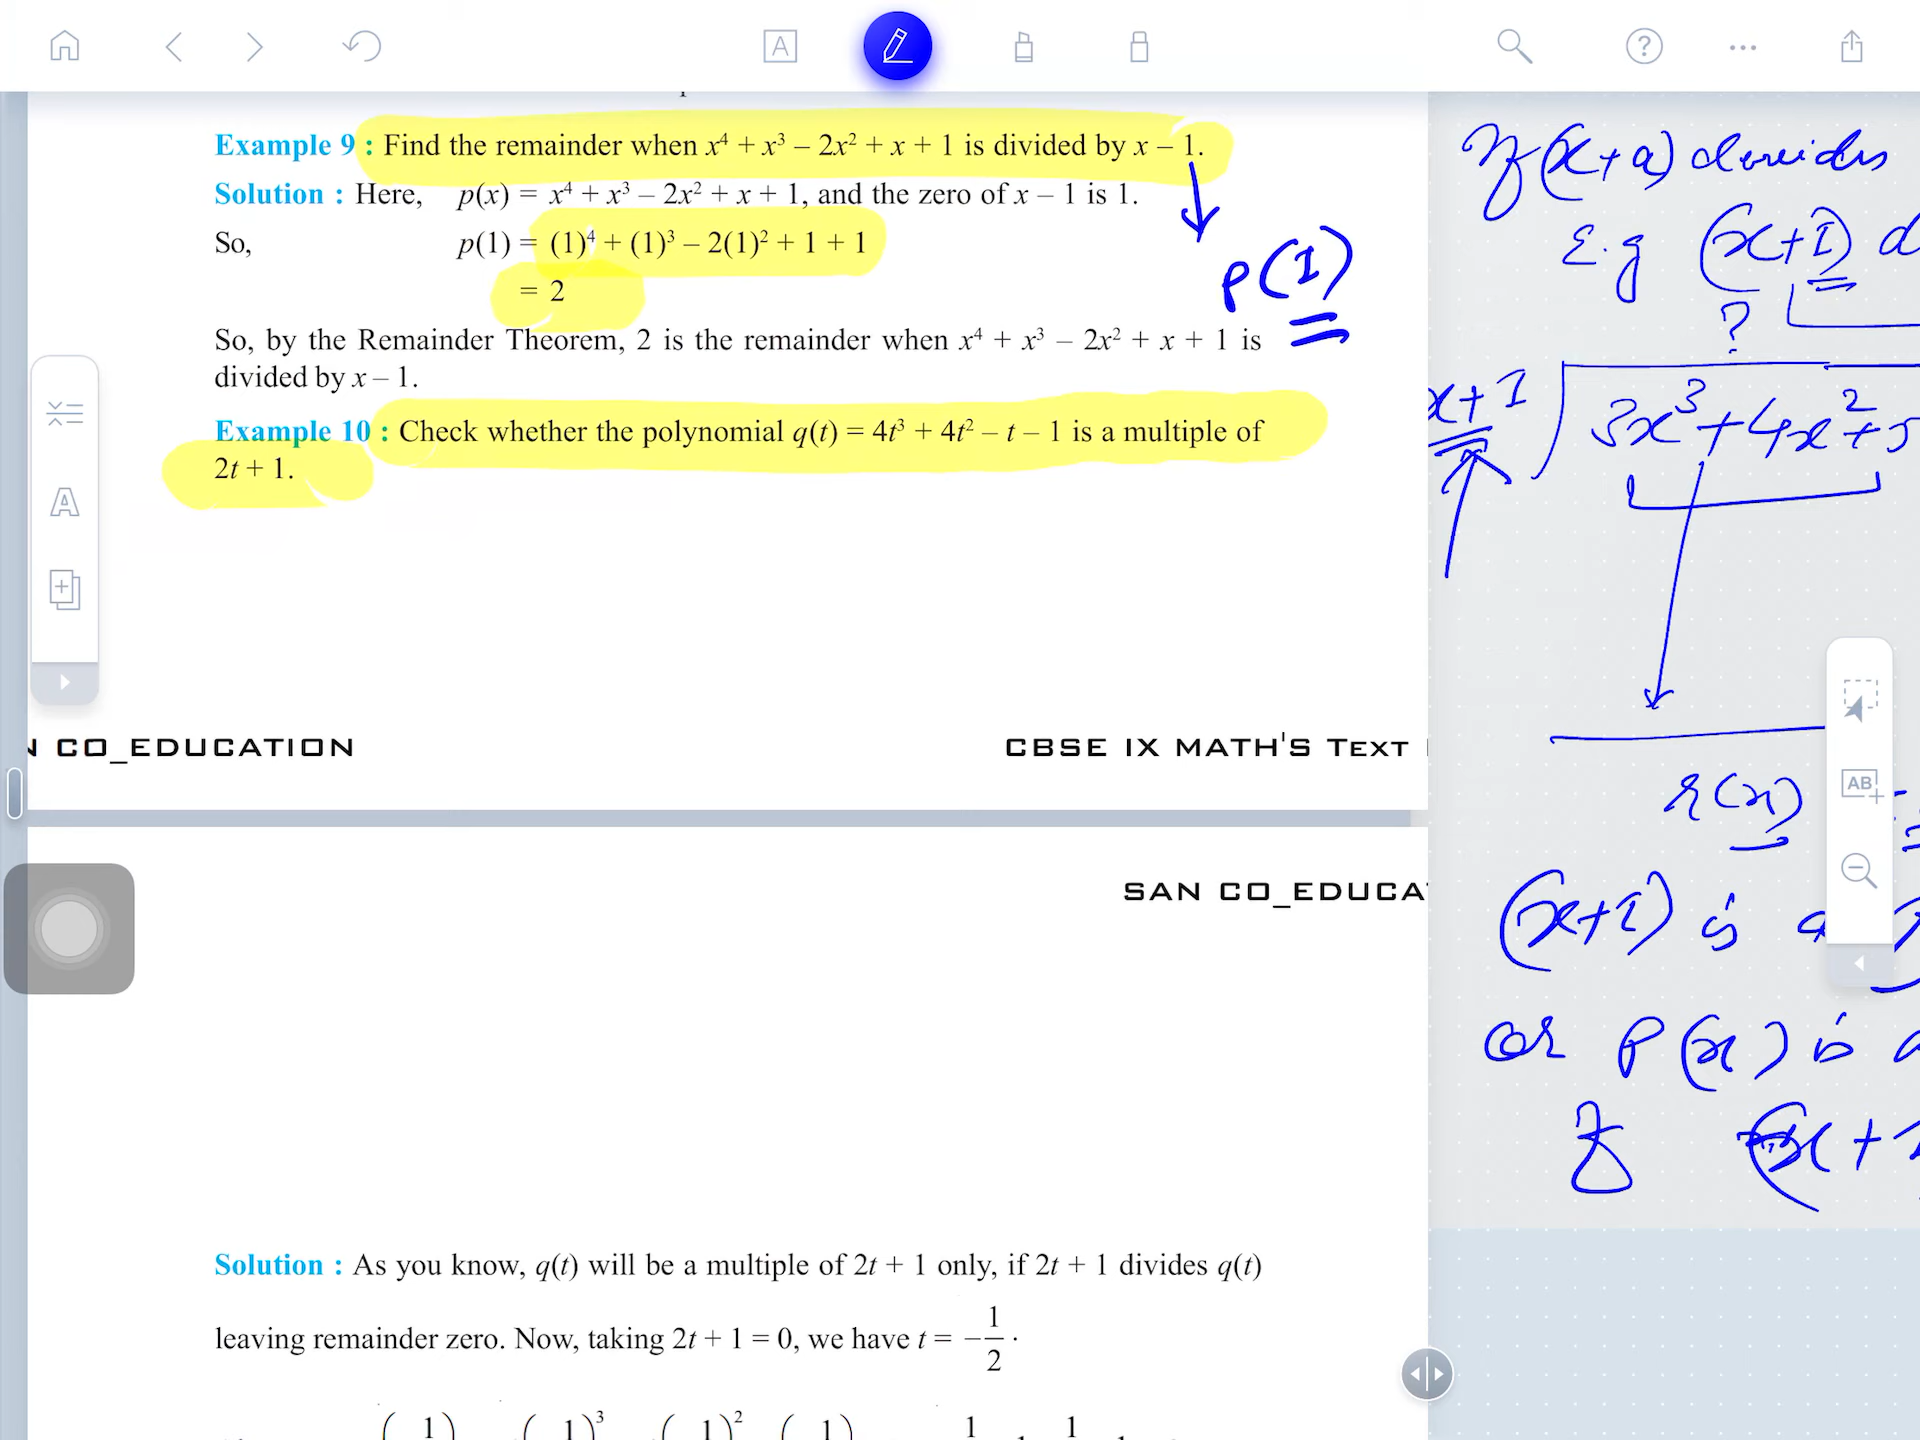 Example 9 : Find the remainder when x⁴ + x³ – 2x² + x + 1 is divided by x – 1.
Solution : Here, p(x) = x⁴ + x³ – 2x² + x + 1, and the zero of x – 1 is 1.
So, p(1) = (1)⁴ + (1)³ – 2(1)² + 1 + 1
= 2
P(1)
So, by the Remainder Theorem, 2 is the remainder when x⁴ + x³ – 2x² + x + 1 is
divided by x – 1.
Example 10 : Check whether the polynomial q(t) = 4t³ + 4t² – t – 1 is a multiple of
2t + 1.
CO_EDUCATION
CBSE IX MATH'S TEXT
SAN CO_EDUCA
Solution : As you know, q(t) will be a multiple of 2t + 1 only, if 2t + 1 divides q(t)
leaving remainder zero. Now, taking 2t + 1 = 0, we have t = –1/2 .
If (x+a) devides
E.g (x+1) d
?
x+1 3x³+4x²+5
r(x)
(x+1) is a
or P(x) is a
A
AB